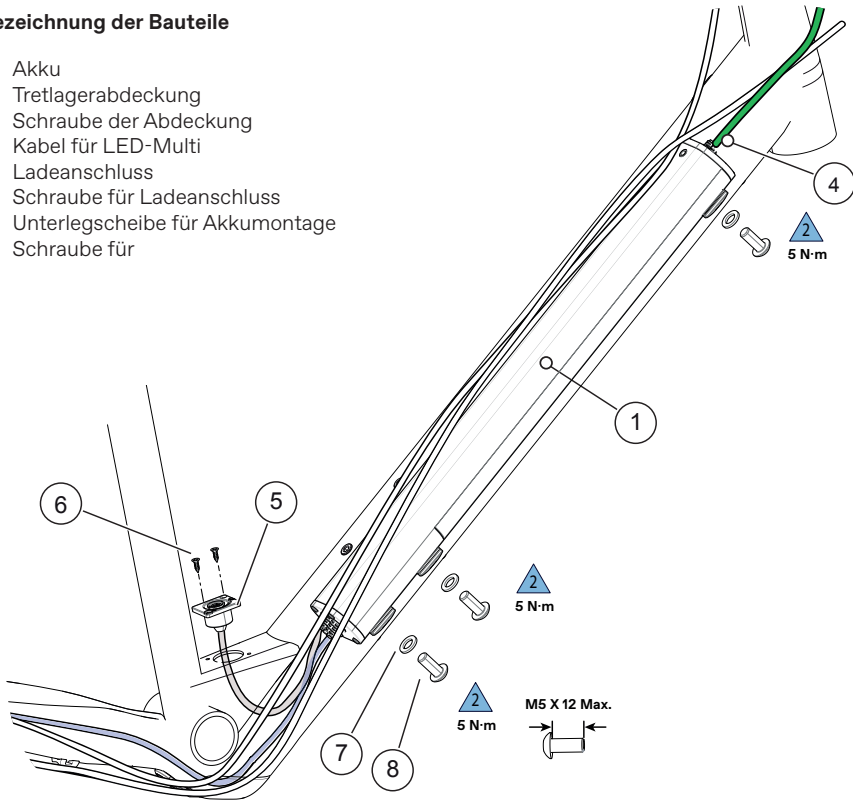 ezeichnung der Bauteile
Akku
Tretlagerabdeckung
Schraube der Abdeckung
Kabel für LED-Multi
Ladeanschluss
Schraube für Ladeanschluss
Unterlegscheibe für Akkumontage
Schraube für
4
2
5 N·m
1
6
5
2
5 N·m
2
5 N·m
M5 X 12 Max.
7
8